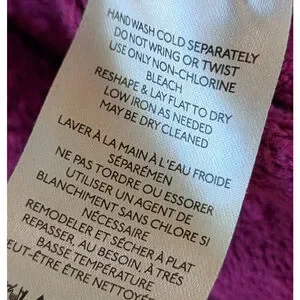 HAND WASH COLD SEPARATELY
DO NOT WRING OR TWIST
USE ONLY NON-CHLORINE
BLEACH
RESHAPE & LAY FLAT TO DRY
LOW IRON AS NEEDED
MAY BE DRY CLEANED
LAVER À LA MAIN À L'EAU FROIDE
SÉPARÉMEN
NE PAS TORDRE OU ESSORER
UTILISER UN AGENT DE
BLANCHIMENT SANS CHLORE SI
NÉCESSAIRE
REMODELER ET SÉCHER À PLAT
REPASSER, AU BESOIN, À TRÉS
BASSE TEMPÉRATURE
PEUT-ÊTRE ÊTRE NETTOYÉ